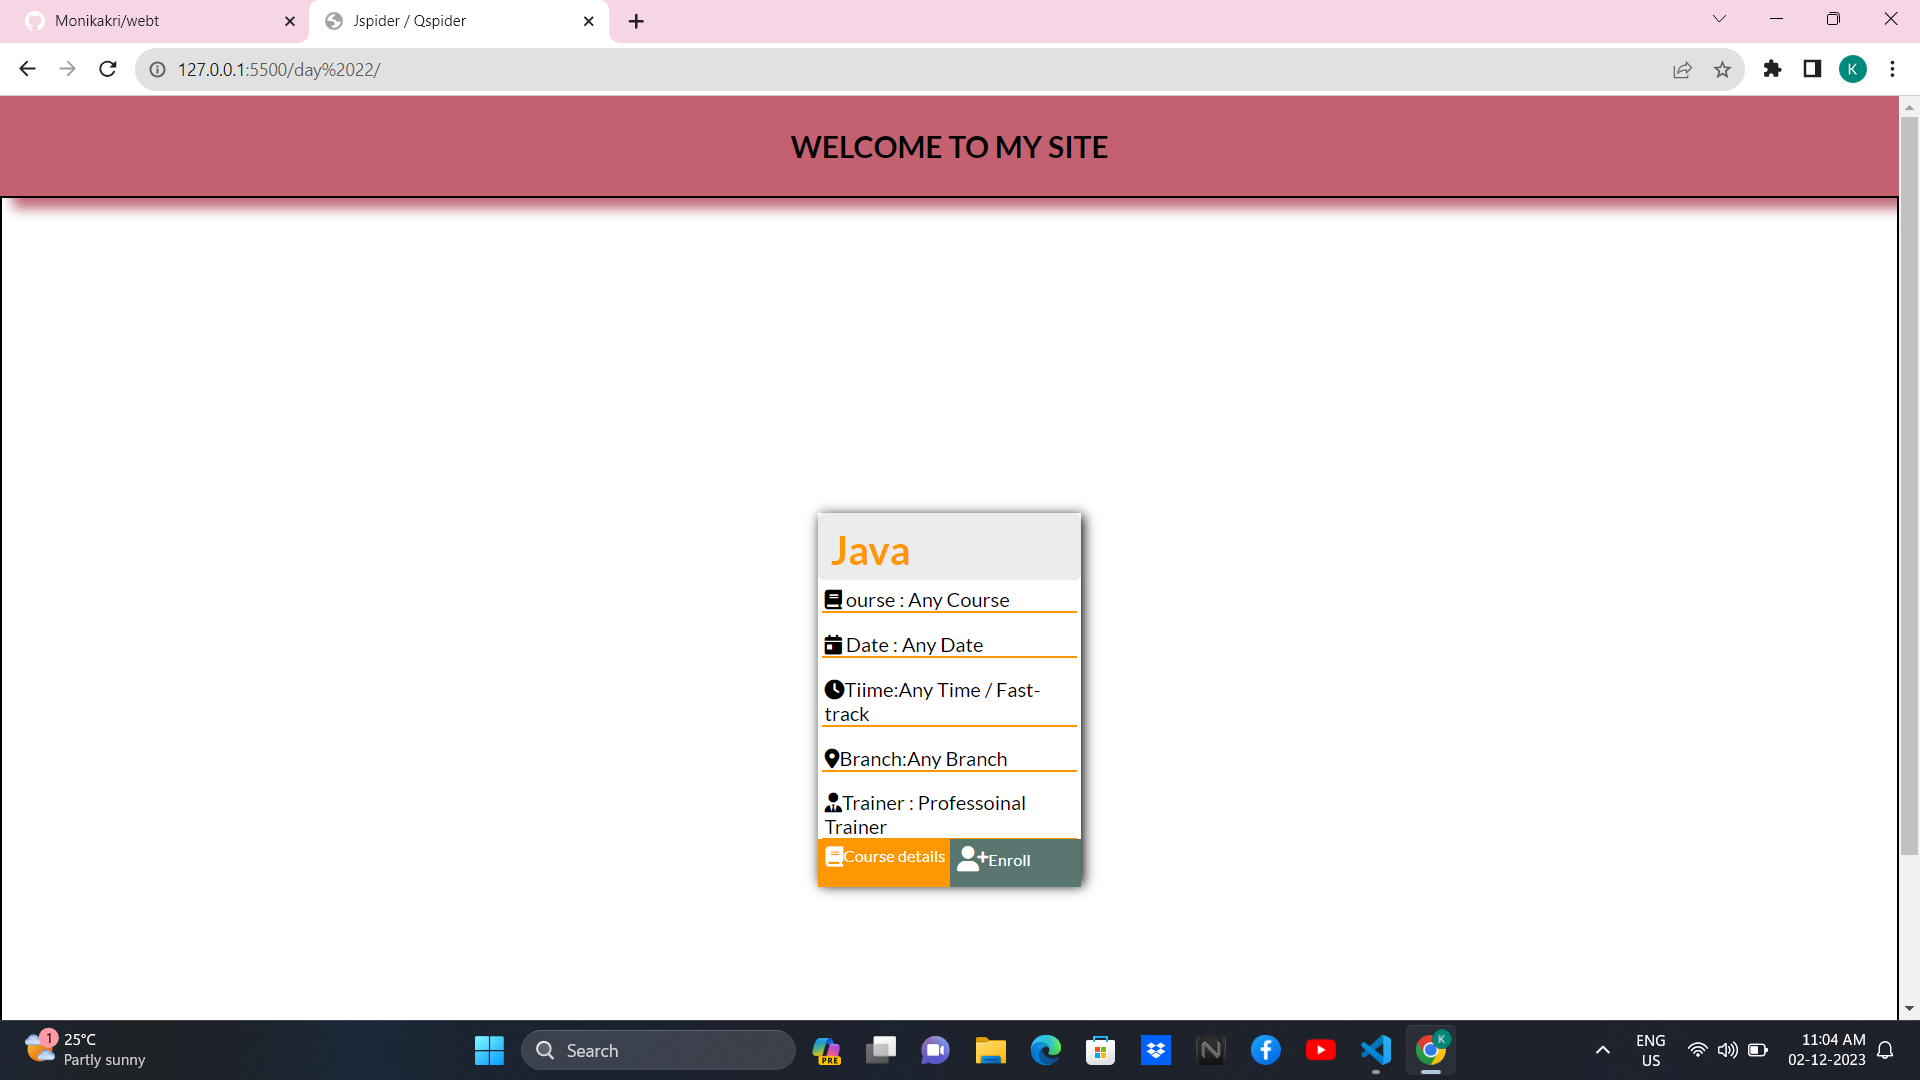 Monikakri/webt
Jspider / Qspider
127.0.0.1:5500/day%2022/
K
WELCOME TO MY SITE
Java
ourse : Any Course
Date : Any Date
Tiime:Any Time / Fast-
track
Branch:Any Branch
Trainer : Professoinal
Trainer
Course details
Enroll
1
25°C
Partly sunny
Search
PRE
N
K
ENG
US
11:04 AM
02-12-2023